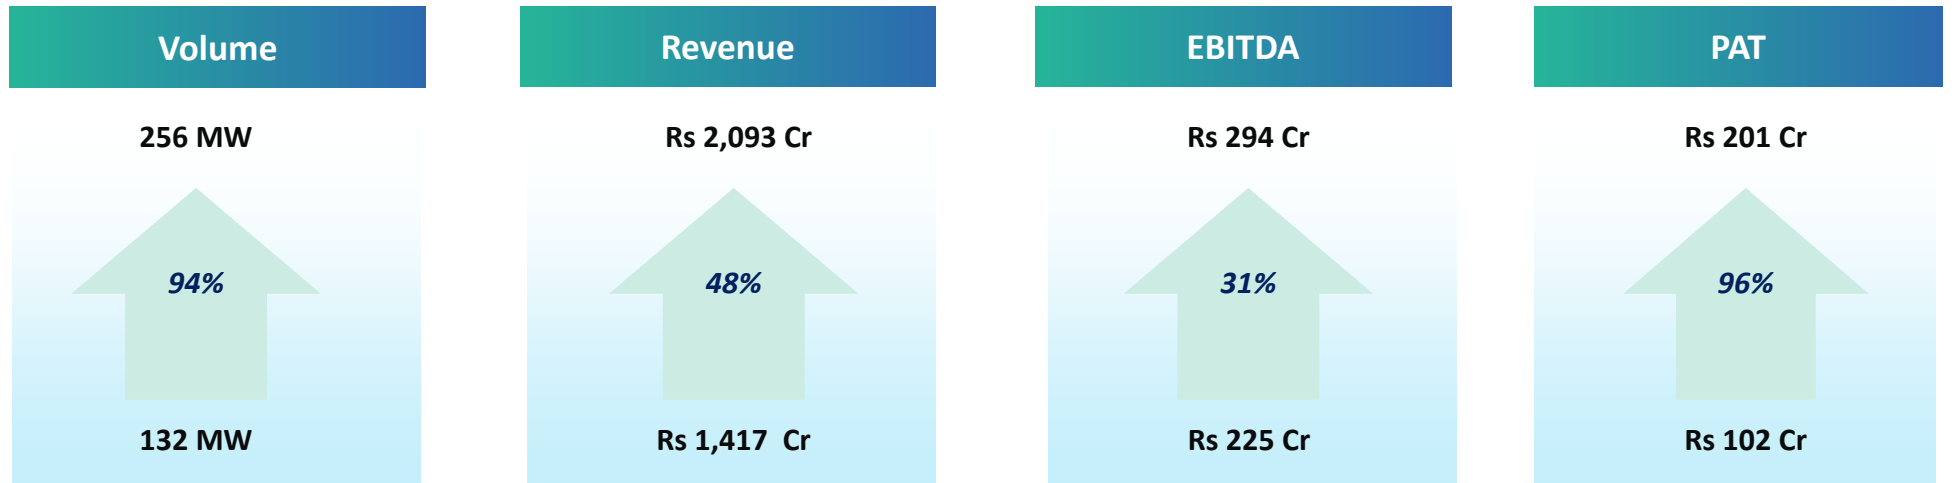 Volume
256 MW
94%
132 MW
Revenue
Rs 2,093 Cr
48%
Rs 1,417 Cr
EBITDA
Rs 294 Cr
31%
Rs 225 Cr
PAT
Rs 201 Cr
96%
Rs 102 Cr